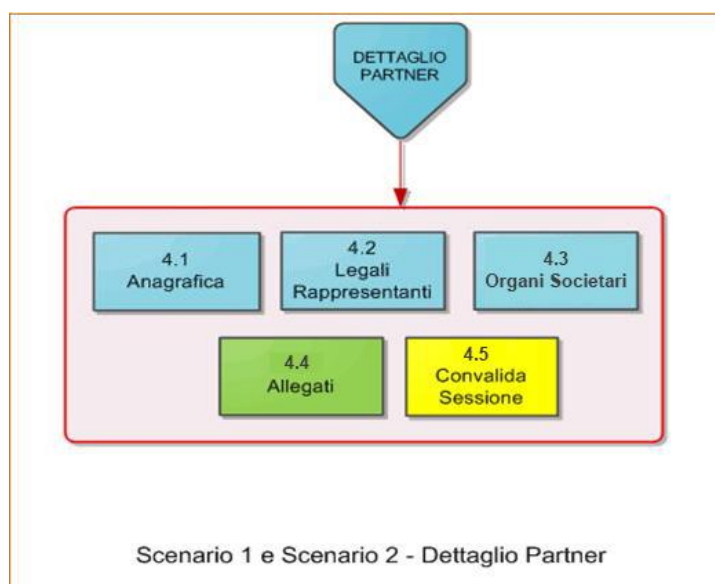 DETTAGLIO
PARTNER
4.1
Anagrafica
4.2
Legali
Rappresentanti
4.3
Organi Societari
4.4
Allegati
4.5
Convalida
Sessione
Scenario 1 e Scenario 2 - Dettaglio Partner